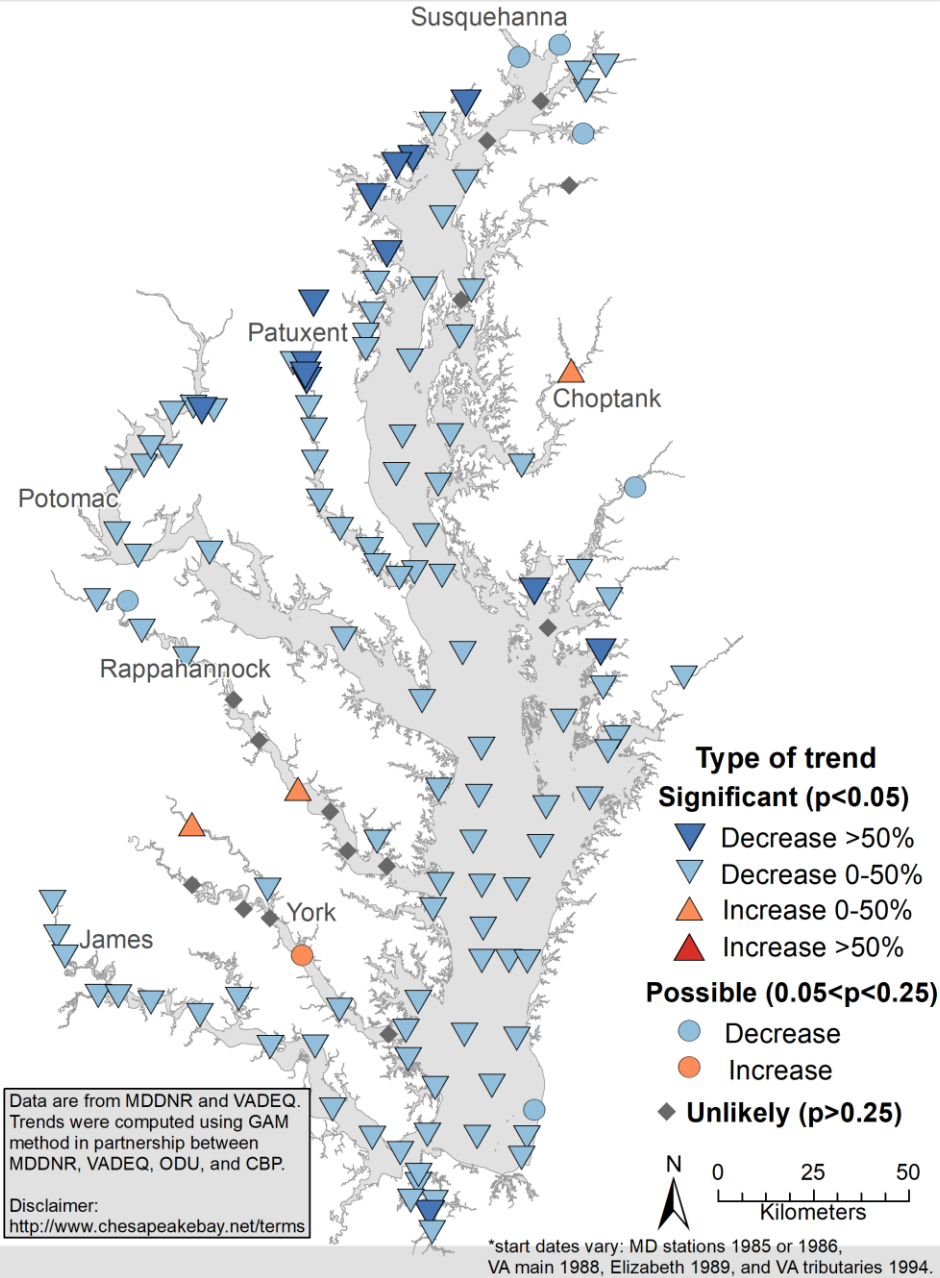 Susquehanna
Patuxent
Choptank
Potomac
Rappahannock
York
James
Type of trend
Significant (p<0.05)
Decrease >50%
Decrease 0-50%
Increase 0-50%
Increase >50%
Possible (0.05<p<0.25)
Decrease
Increase
Unlikely (p>0.25)
Data are from MDDNR and VADEQ.
Trends were computed using GAM
method in partnership between
MDDNR, VADEQ, ODU, and CBP.
Disclaimer:
http://www.chesapeakebay.net/terms
N
0 25 50
Kilometers
*start dates vary: MD stations 1985 or 1986,
VA main 1988, Elizabeth 1989, and VA tributaries 1994.